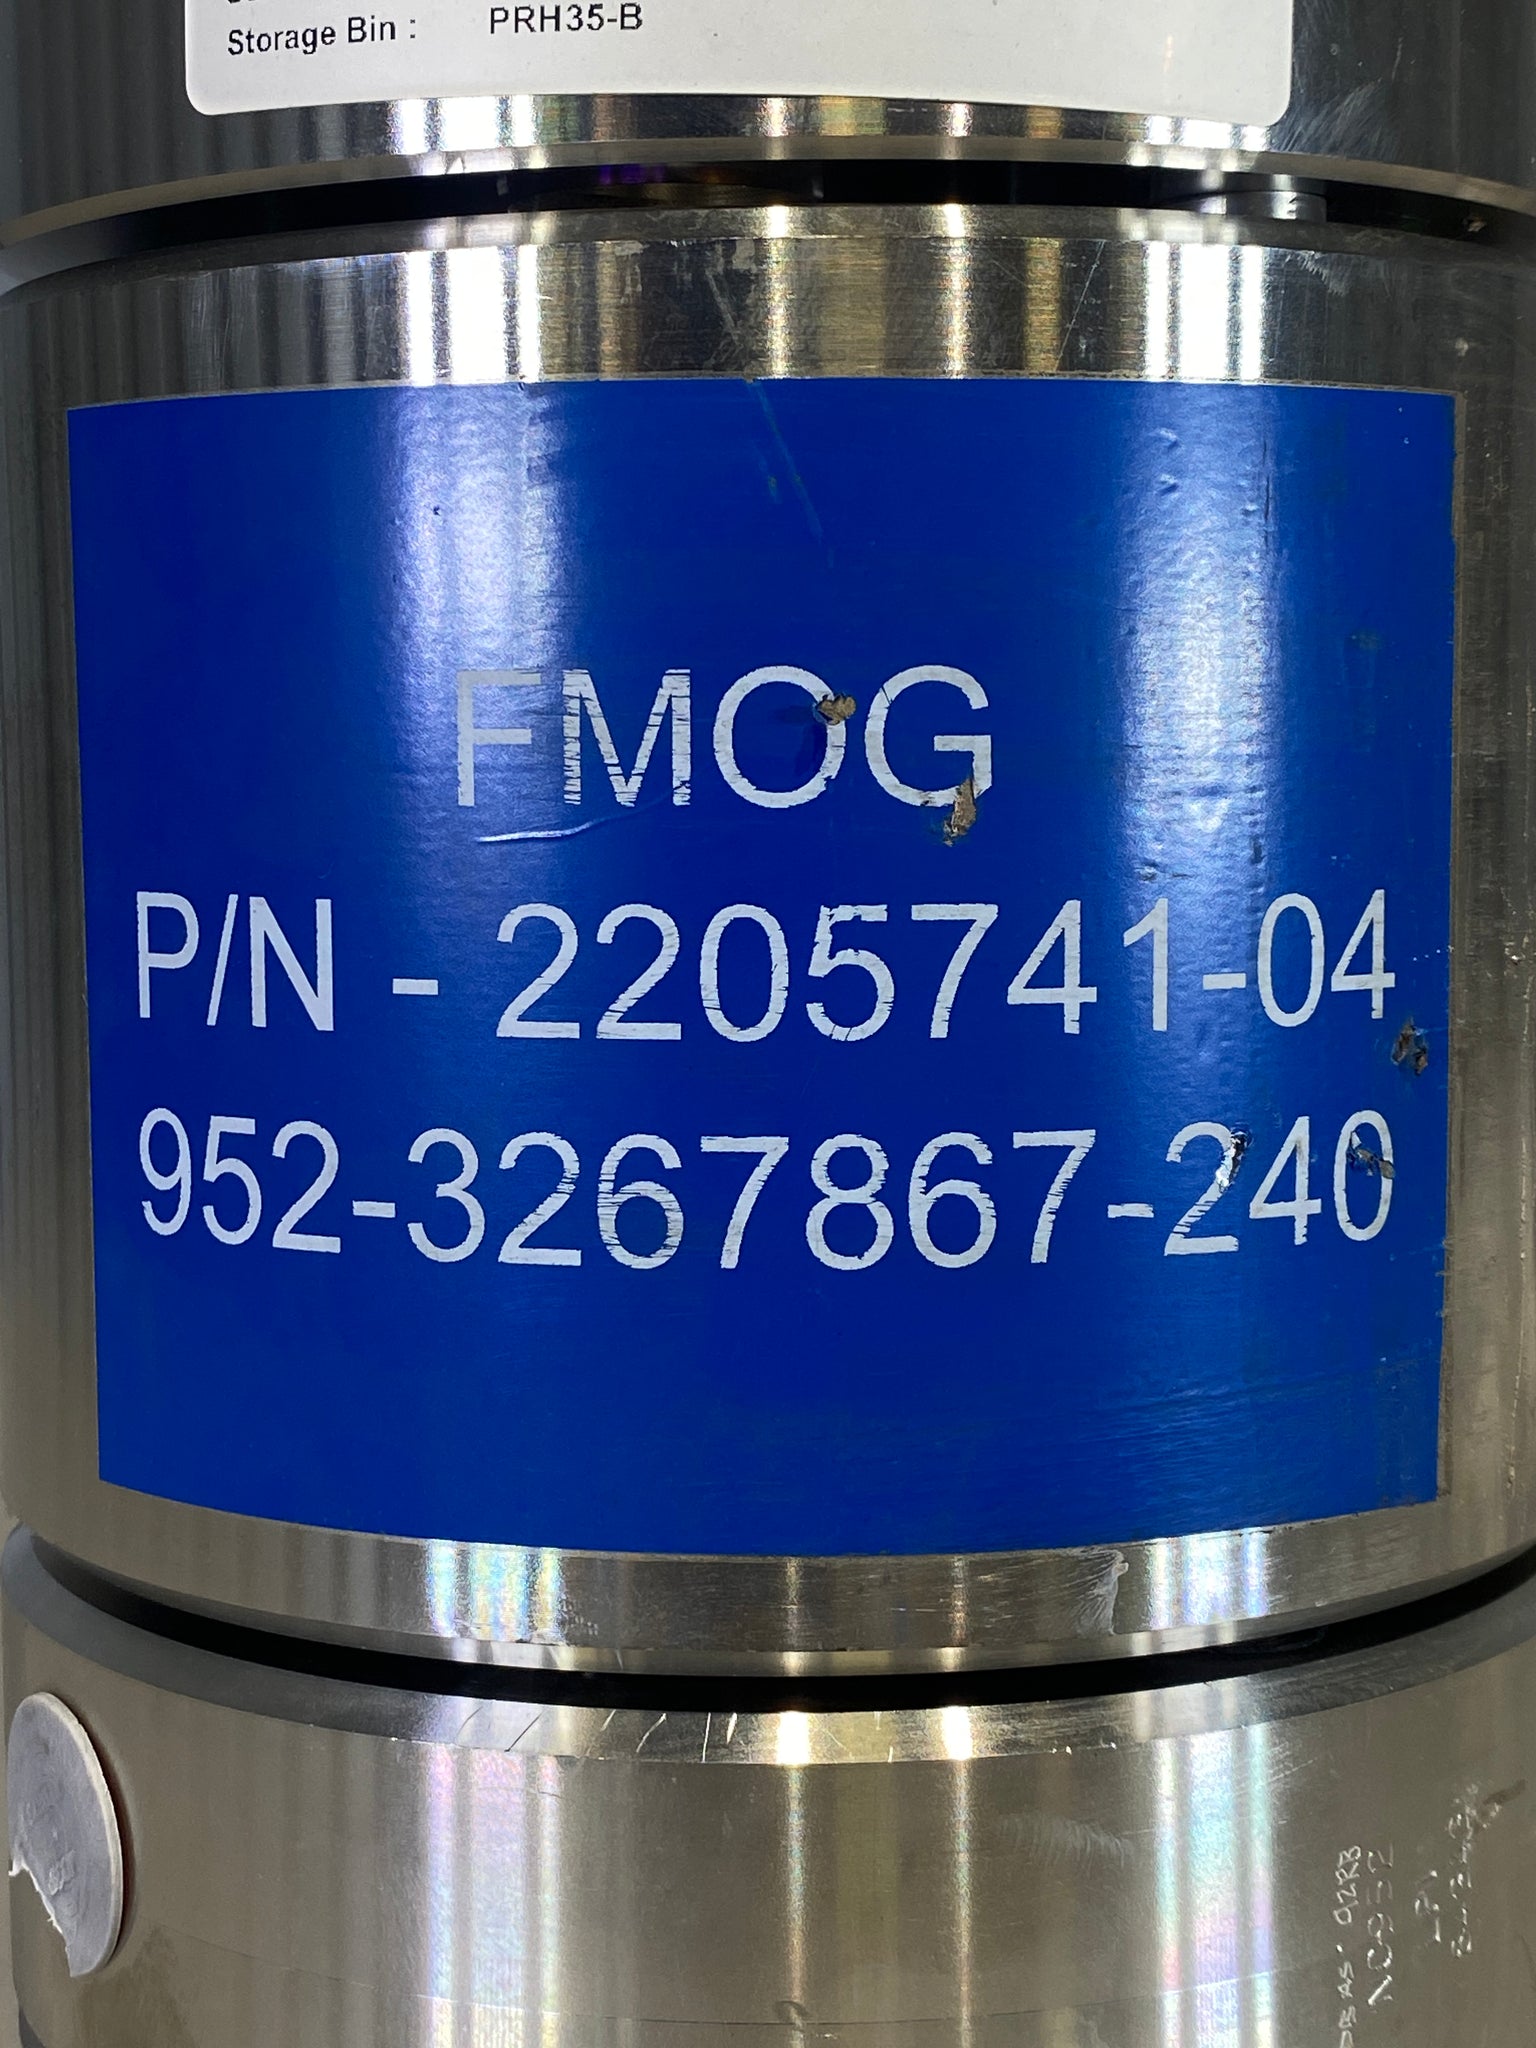 Storage Bin : PRH35-B
FMOG
P/N - 2205741-04
952-3267867-240